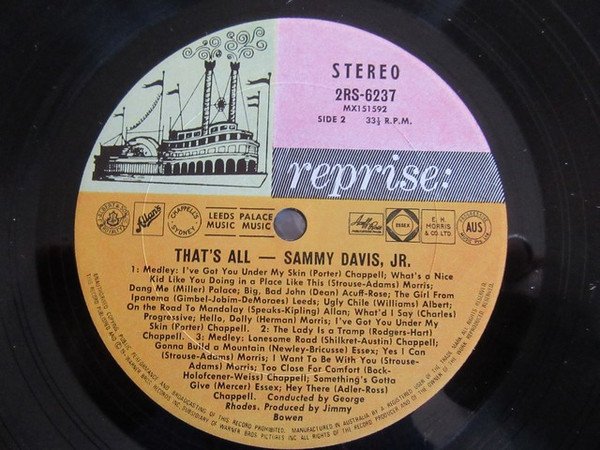 STEREO
2RS-6237
MX151592
SIDE 2 33⅓ R.P.M.
reprise:
Allan's
CHAPPELL'S SYDNEY
LEEDS MUSIC
PALACE MUSIC
ESSEX
E. H. MORRIS & CO. LTD.
AUS
THAT'S ALL — SAMMY DAVIS, JR.
1: Medley: I've Got You Under My Skin (Porter) Chappell; What's a Nice
Kid Like You Doing in a Place Like This (Strouse-Adams) Morris;
Dang Me (Miller) Palace; Big, Bad John (Dean) Acuff-Rose; The Girl From
Ipanema (Gimbel-Jobim-DeMoraes) Leeds; Ugly Chile (Williams) Albert;
On the Road To Mandalay (Speaks-Kipling) Allan; What'd I Say (Charles)
Progressive; Hello, Dolly (Herman) Morris; I've Got You Under My
Skin (Porter) Chappell. 2: The Lady Is a Tramp (Rodgers-Hart)
Chappell. 3: Medley: Lonesome Road (Shilkret-Austin) Chappell;
Gonna Build a Mountain (Newley-Bricusse) Essex; Yes I Can
(Strouse-Adams) Morris; I Want To Be With You (Strouse-
Adams) Morris; Too Close For Comfort (Bock-
Holofcener-Weiss) Chappell; Something's Gotta
Give (Mercer) Essex; Hey There (Adler-Ross)
Chappell. Conducted by George
Rhodes. Produced by Jimmy
Bowen